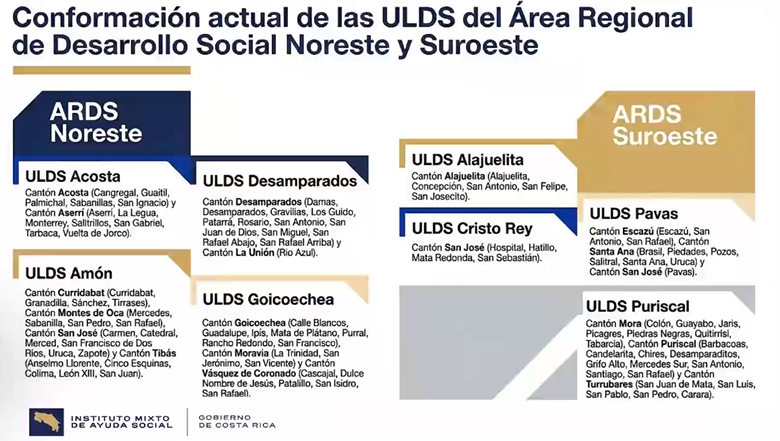 Conformación actual de las ULDS del Área Regional
de Desarrollo Social Noreste y Suroeste
ARDS
Noreste
ULDS Acosta
Cantón Acosta (Cangregal, Guaitil,
Palmichal, Sabanillas, San Ignacio) y
Cantón Aserrí (Aserrí, La Legua,
Monterrey, Salitrillos, San Gabriel,
Tarbaca, Vuelta de Jorco).
ULDS Desamparados
Cantón Desamparados (Damas,
Desamparados, Gravilias, Los Guido,
Patarrá, Rosario, San Antonio, San
Juan de Dios, San Miguel, San
Rafael Abajo, San Rafael Arriba) y
Cantón La Unión (Rio Azul).
ULDS Amón
Cantón Curridabat (Curridabat,
Granadilla, Sánchez, Tirrases),
Cantón Montes de Oca (Mercedes,
Sabanilla, San Pedro, San Rafael),
Cantón San José (Carmen, Catedral,
Merced, San Francisco de Dos
Ríos, Uruca, Zapote) y Cantón Tibás
(Anselmo Llorente, Cinco Esquinas,
Colima, León XIII, San Juan).
ULDS Goicoechea
Cantón Goicoechea (Calle Blancos,
Guadalupe, Ipís, Mata de Plátano, Purral,
Rancho Redondo, San Francisco),
Cantón Moravia (La Trinidad, San
Jerónimo, San Vicente) y Cantón
Vásquez de Coronado (Cascajal, Dulce
Nombre de Jesús, Patalillo, San Isidro,
San Rafael).
ARDS
Suroeste
ULDS Alajuelita
Cantón Alajuelita (Alajuelita,
Concepción, San Antonio, San Felipe,
San Josecito).
ULDS Cristo Rey
Cantón San José (Hospital, Hatillo,
Mata Redonda, San Sebastián).
ULDS Pavas
Cantón Escazú (Escazú, San
Antonio, San Rafael), Cantón
Santa Ana (Brasil, Piedades, Pozos,
Salitral, Santa Ana, Uruca) y
Cantón San José (Pavas).
ULDS Puriscal
Cantón Mora (Colón, Guayabo, Jaris,
Picagres, Piedras Negras, Quitirrisí,
Tabarcia), Cantón Puriscal (Barbacoas,
Candelarita, Chires, Desamparaditos,
Grifo Alto, Mercedes Sur, San Antonio,
Santiago, San Rafael) y Cantón
Turrubares (San Juan de Mata, San Luis,
San Pablo, San Pedro, Carara).
INSTITUTO MIXTO
DE AYUDA SOCIAL
GOBIERNO
DE COSTA RICA